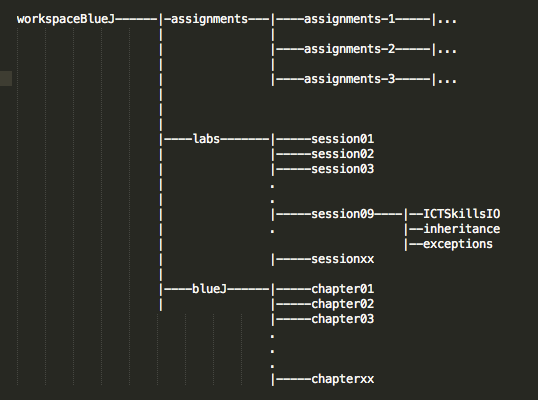 workspaceBlueJ------|-assignments---|----assignments-1-----|...
|               |
|               |----assignments-2-----|...
|               |
|               |----assignments-3-----|...
|
|
|
|----labs-------|-----session01
|               |-----session02
|               |-----session03
|               .
|               .
|               |-----session09----|--ICTSkillsIO
|               .                  |--inheritance
|                                  |--exceptions
|               |-----sessionxx
|
|----blueJ------|-----chapter01
|               |-----chapter02
|-----chapter03
.
.
.
|-----chapterxx